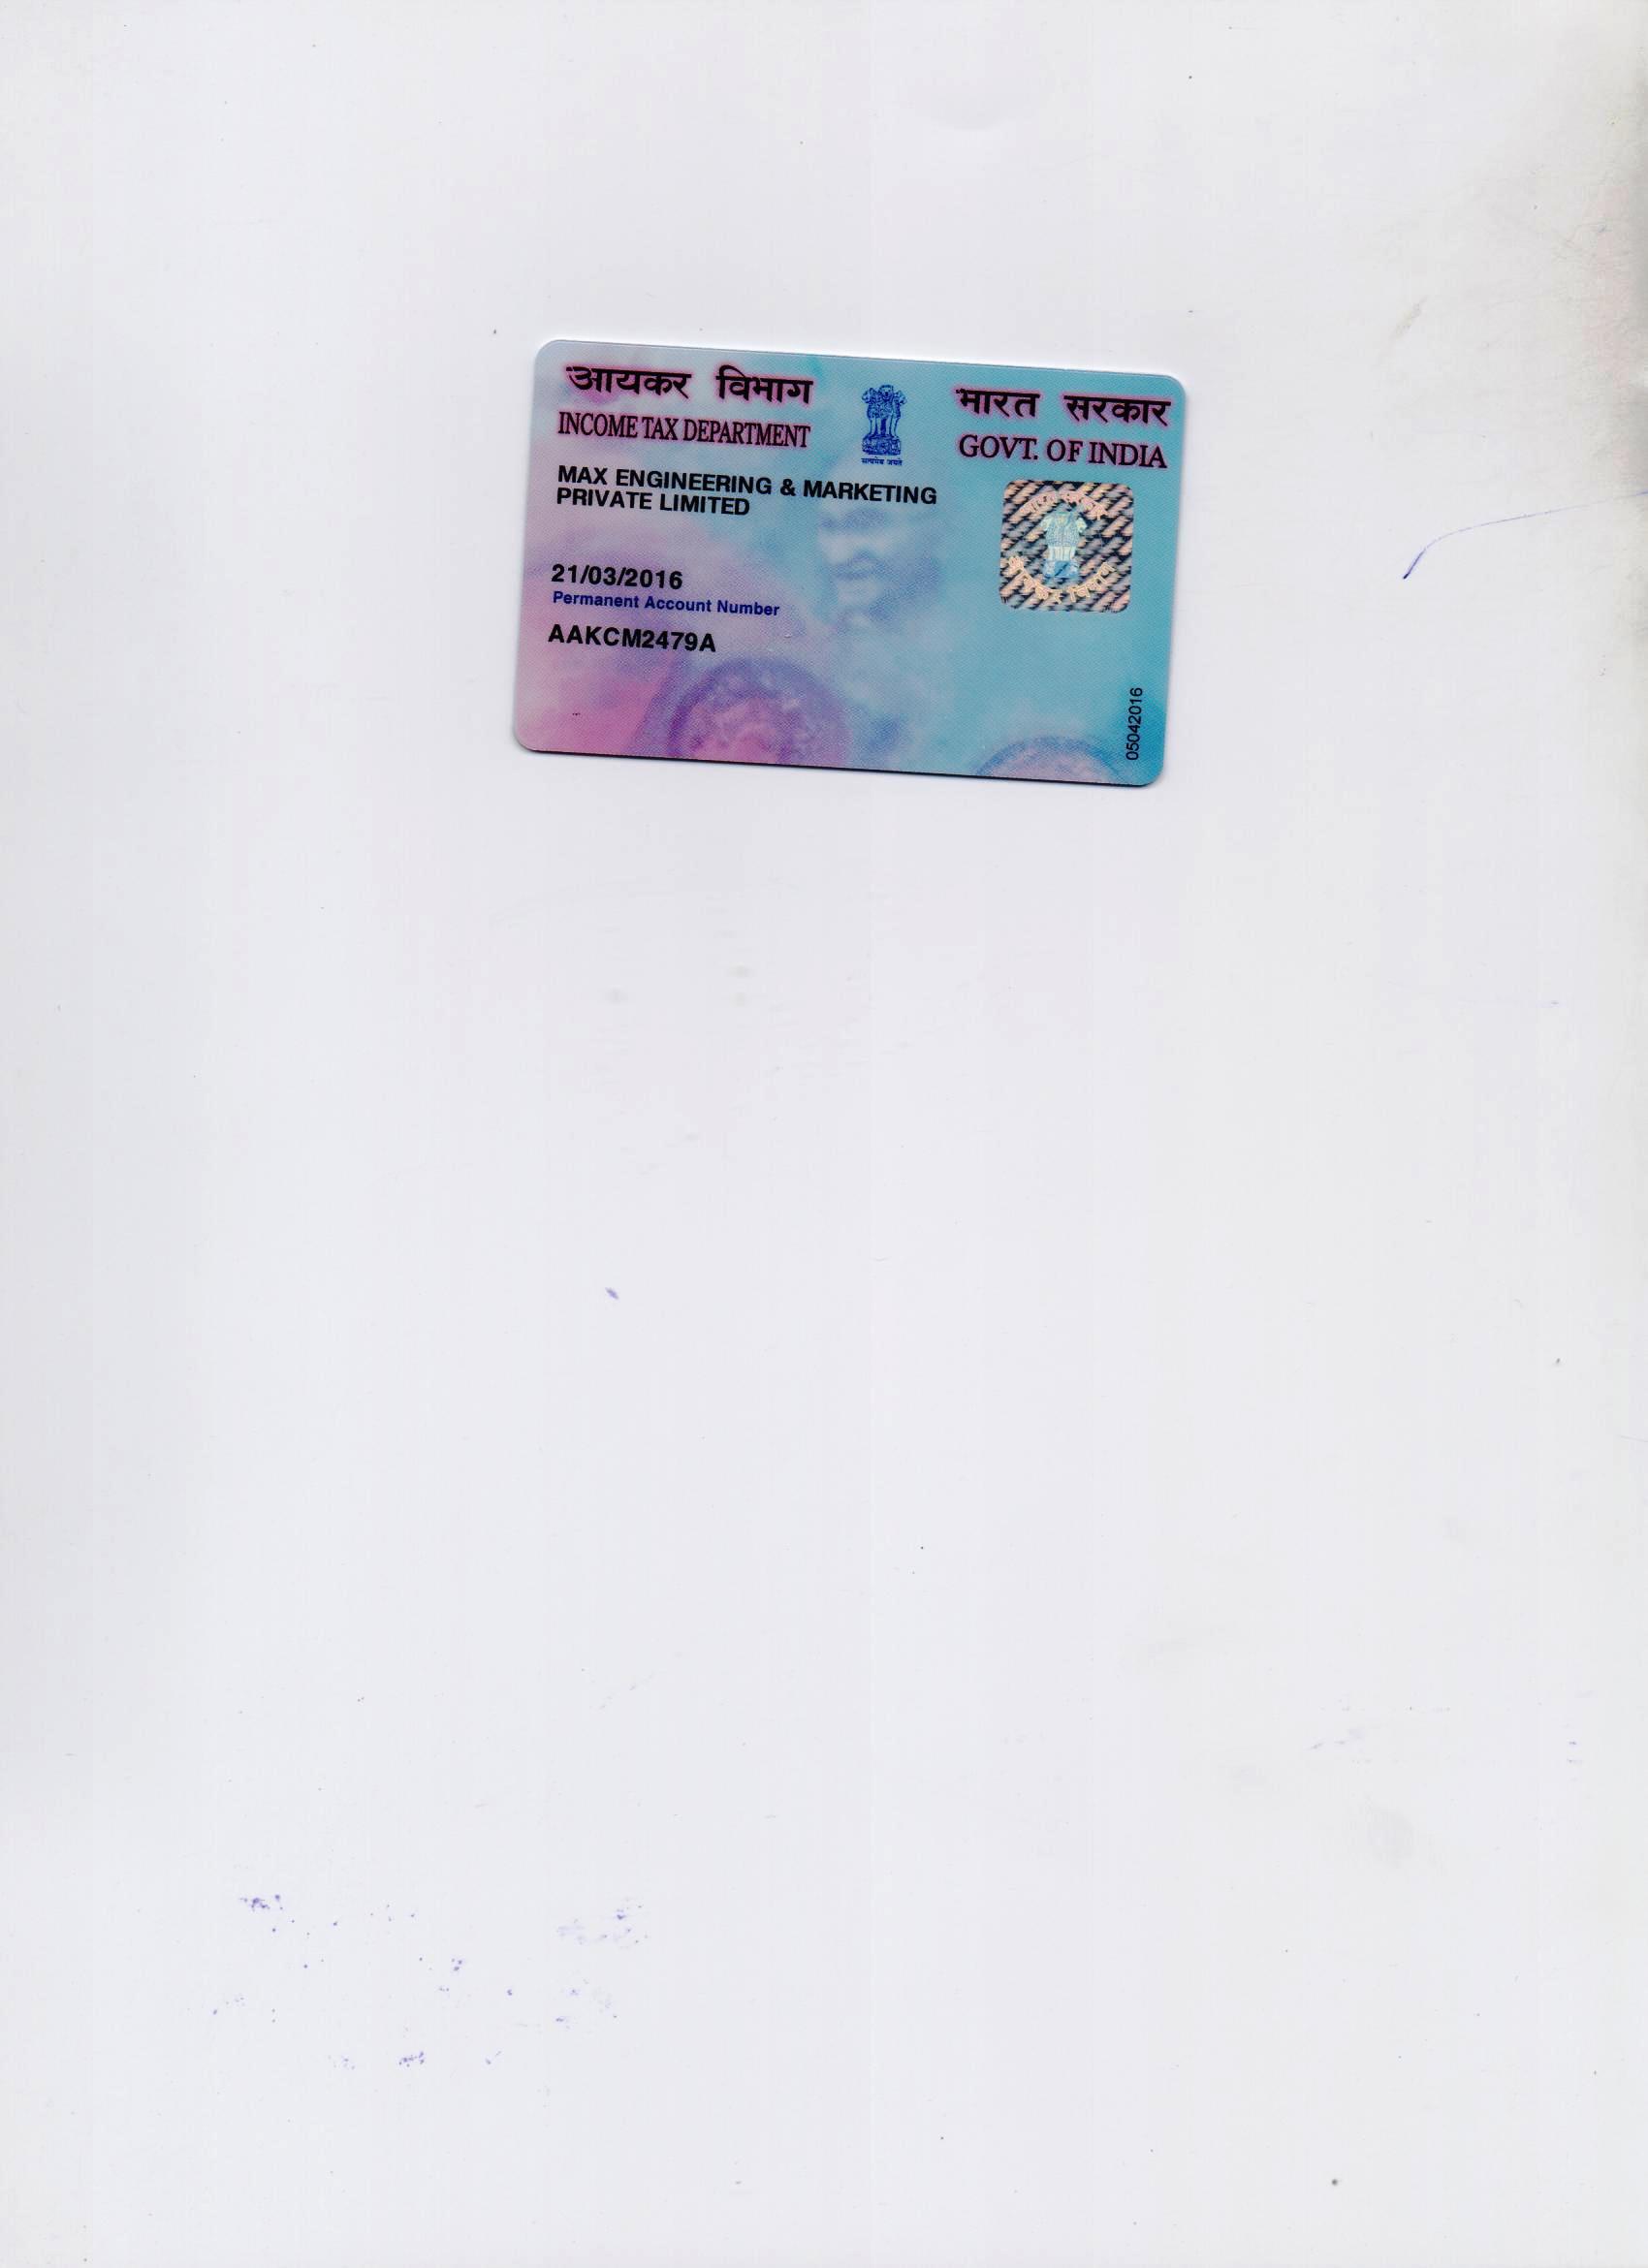 आयकर विभाग
INCOME TAX DEPARTMENT
सत्यमेव जयते
भारत सरकार
GOVT. OF INDIA
MAX ENGINEERING & MARKETING
PRIVATE LIMITED
21/03/2016
Permanent Account Number
AAKCM2479A
05042016